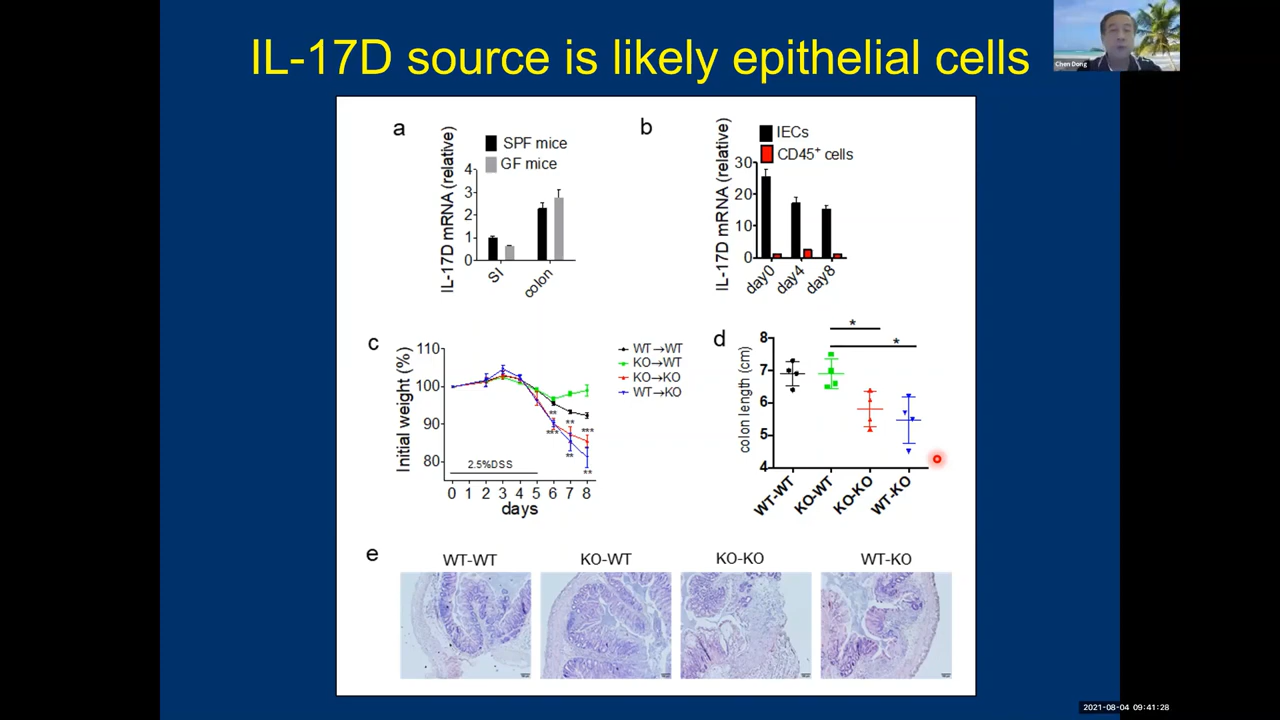 IL-17D source is likely epithelial cells
Chen Dong
a
SPF mice
GF mice
IL-17D mRNA (relative)
4
3
2
1
0
SI
colon
b
IECs
CD45+ cells
IL-17D mRNA (relative)
30
20
10
0
day0
day4
day8
c
Initial weight (%)
110
100
90
80
WT→WT
KO→WT
KO→KO
WT→KO
**
**
***
***
**
**
2.5%DSS
0 1 2 3 4 5 6 7 8
days
d
colon length (cm)
8
7
6
5
4
*
*
WT-WT
KO-WT
KO-KO
WT-KO
e
WT-WT
KO-WT
KO-KO
WT-KO
2021-08-04 09:41:28